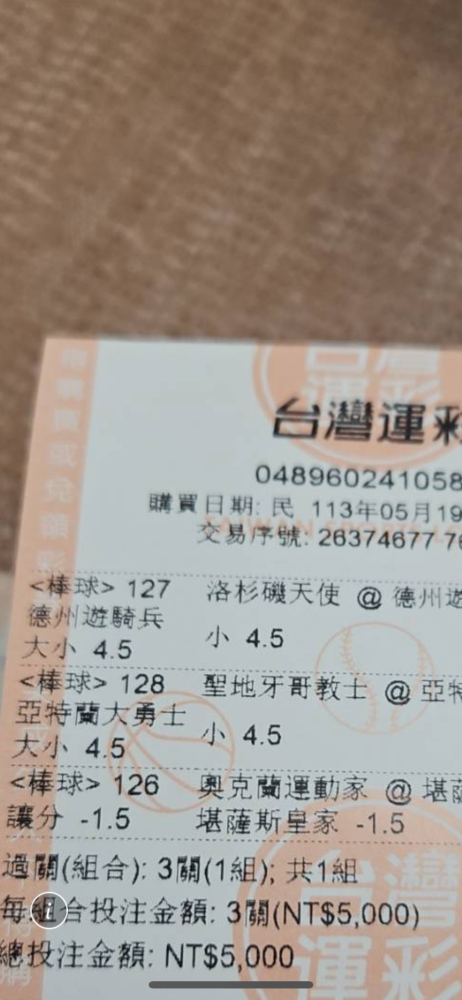 台灣運彩
048960241058
購買日期: 民 113年05月19
交易序號: 26374677 76
<棒球> 127 洛杉磯天使 @ 德州遊
德州遊騎兵
大小 4.5 小 4.5
<棒球> 128 聖地牙哥教士 @ 亞特
亞特蘭大勇士
大小 4.5 小 4.5
<棒球> 126 奧克蘭運動家 @ 堪薩
讓分 -1.5 堪薩斯皇家 -1.5
過關(組合): 3關(1組); 共1組
每組合投注金額: 3關(NT$5,000)
總投注金額: NT$5,000